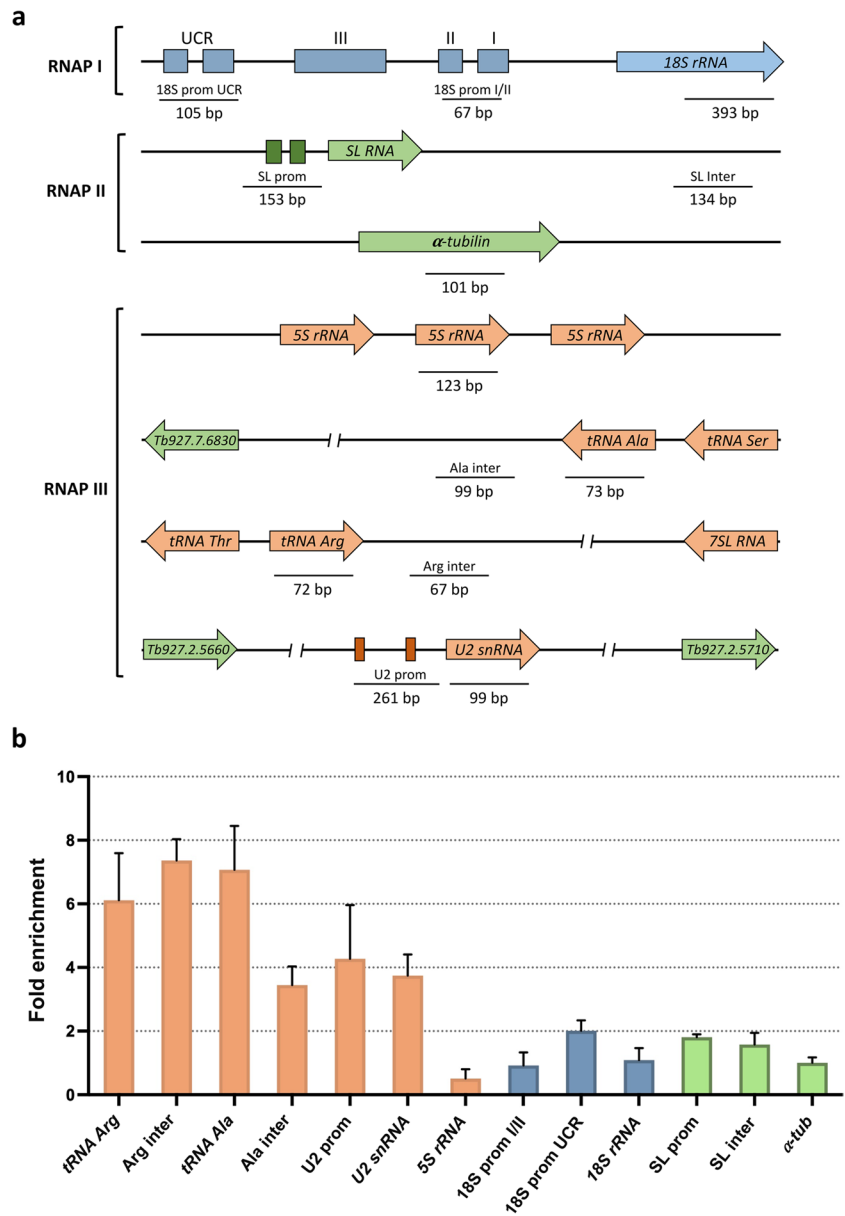 a
UCR III II I
RNAP I
18S rRNA
18S prom UCR 18S prom I/II
105 bp 67 bp 393 bp
SL RNA
SL prom SL Inter
153 bp 134 bp
RNAP II
α-tubilin
101 bp
5S rRNA 5S rRNA 5S rRNA
123 bp
Tb927.7.6830 tRNA Ala tRNA Ser
Ala inter
99 bp 73 bp
RNAP III
tRNA Thr tRNA Arg 7SL RNA
Arg inter
72 bp 67 bp
Tb927.2.5660 U2 snRNA Tb927.2.5710
U2 prom
261 bp 99 bp
b
Fold enrichment
10
8
6
4
2
0
tRNA Arg
Arg inter
tRNA Ala
Ala inter
U2 prom
U2 snRNA
5S rRNA
18S prom I/II
18S prom UCR
18S rRNA
SL prom
SL inter
α-tub